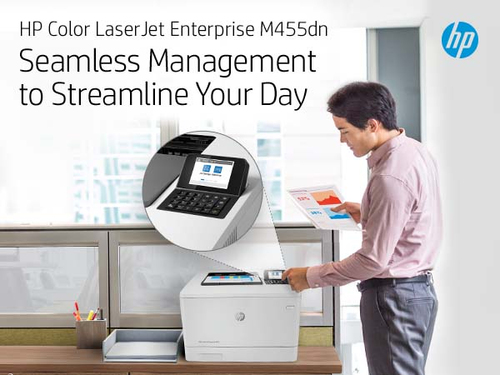 HP Color LaserJet Enterprise M455dn
Seamless Management
to Streamline Your Day
hp